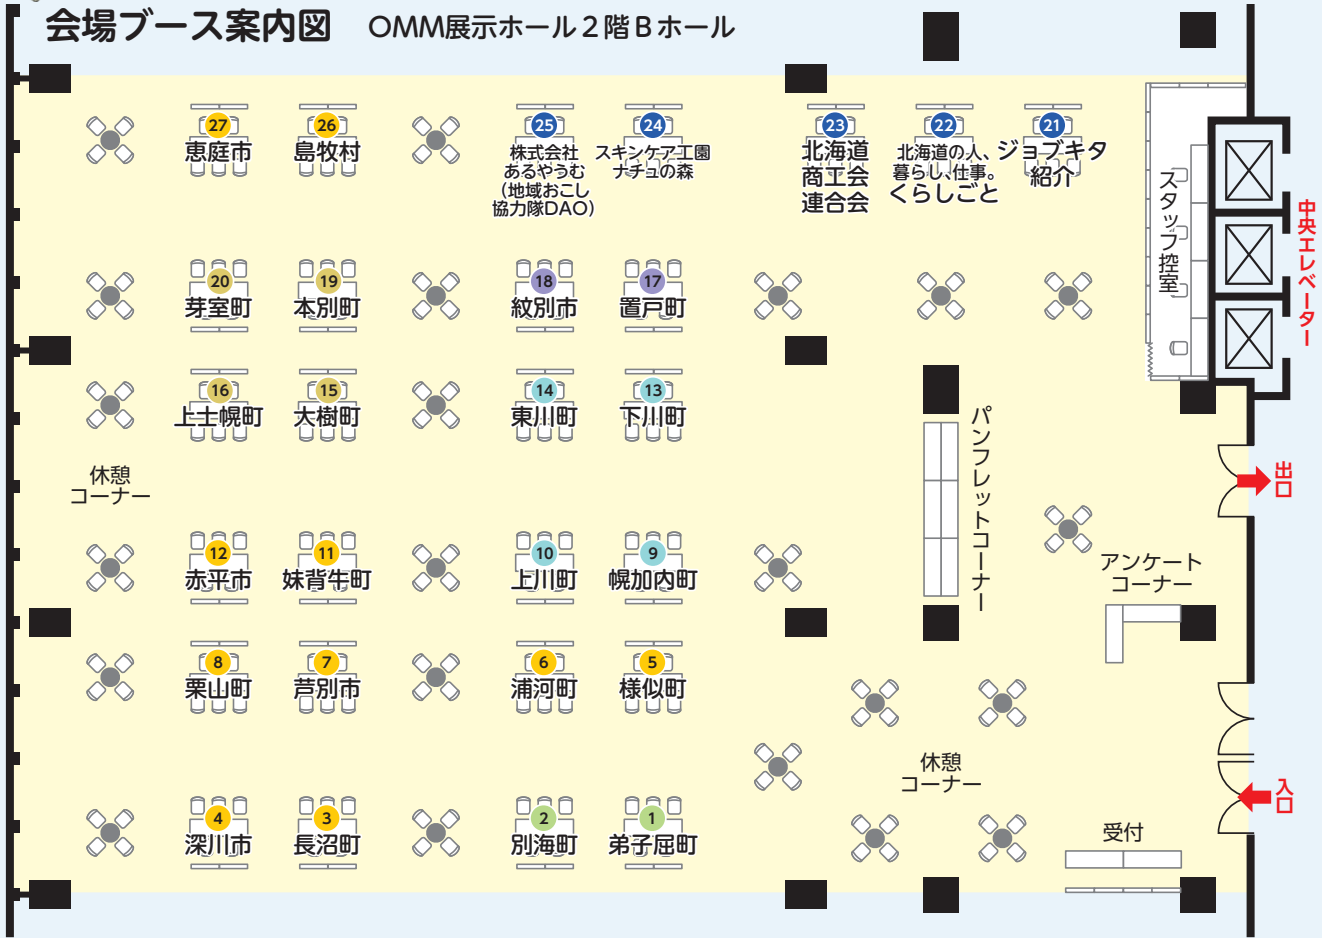 会場ブース案内図 OMM展示ホール２階Ｂホール
27
恵庭市
26
島牧村
25
株式会社
あるやうむ
（地域おこし
協力隊DAO）
24
スキンケア工園
ナチュの森
23
北海道
商工会
連合会
22
北海道の人、
暮らし、仕事。
くらしごと
21
ジョブキタ
紹介
スタッフ控室
中央エレベーター
20
芽室町
19
本別町
18
紋別市
17
置戸町
16
上士幌町
15
大樹町
14
東川町
13
下川町
休憩
コーナー
パンフレットコーナー
出口
12
赤平市
11
妹背牛町
10
上川町
9
幌加内町
アンケート
コーナー
8
栗山町
7
芦別市
6
浦河町
5
様似町
休憩
コーナー
入口
4
深川市
3
長沼町
2
別海町
1
弟子屈町
受付